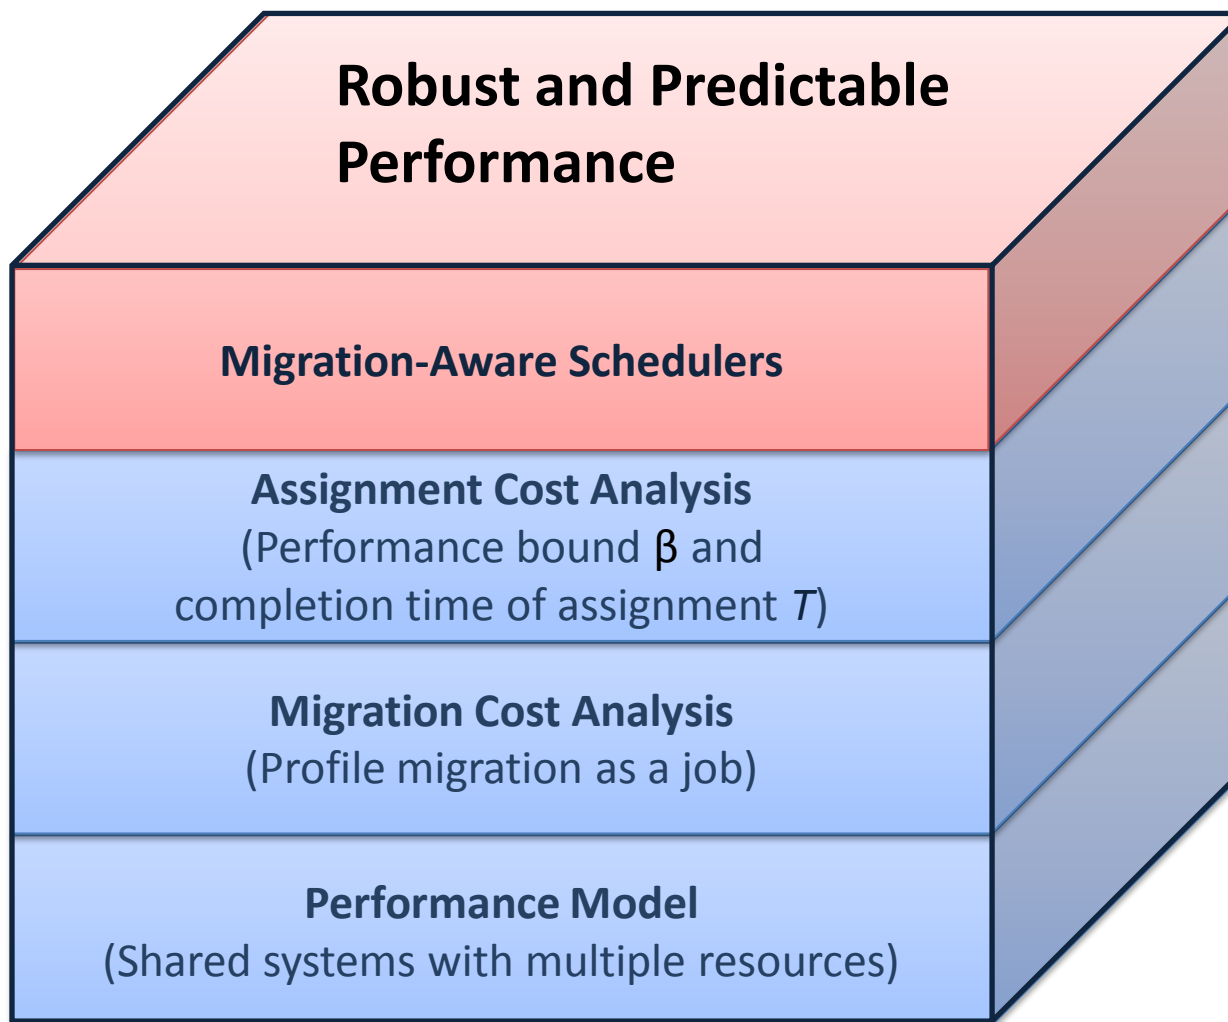 Robust and Predictable
Performance
Migration-Aware Schedulers
Assignment Cost Analysis
(Performance bound β and
completion time of assignment T)
Migration Cost Analysis
(Profile migration as a job)
Performance Model
(Shared systems with multiple resources)